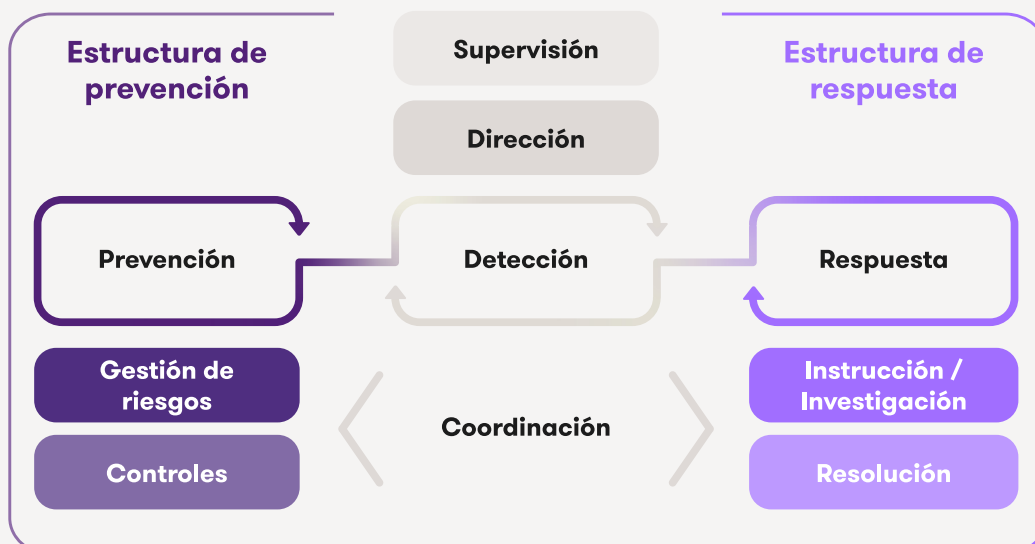 Estructura de
prevención
Supervisión
Dirección
Estructura de
respuesta
Prevención
Detección
Respuesta
Gestión de
riesgos
Controles
Coordinación
Instrucción /
Investigación
Resolución